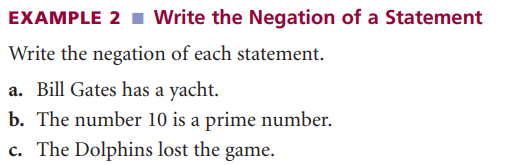 EXAMPLE 2 ■ Write the Negation of a Statement
Write the negation of each statement.
a. Bill Gates has a yacht.
b. The number 10 is a prime number.
c. The Dolphins lost the game.